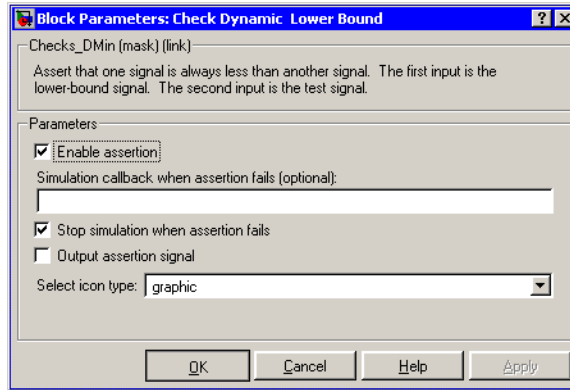 Block Parameters: Check Dynamic  Lower Bound
Checks_DMin (mask) (link)
Assert that one signal is always less than another signal.  The first input is the
lower-bound signal.  The second input is the test signal.
Parameters
Enable assertion
Simulation callback when assertion fails (optional):
Stop simulation when assertion fails
Output assertion signal
Select icon type: graphic
OK Cancel Help Apply